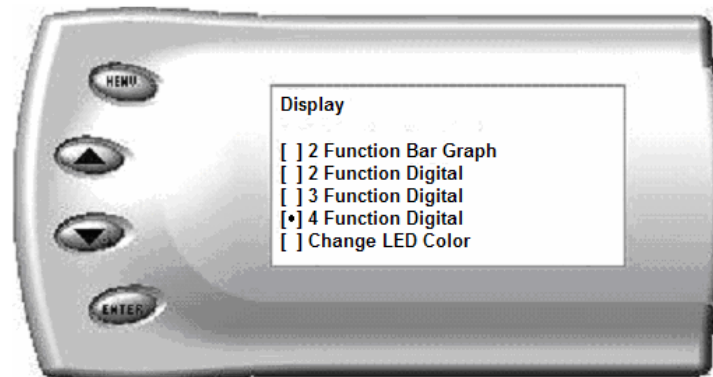 MENU
Display
[ ] 2 Function Bar Graph
[ ] 2 Function Digital
[ ] 3 Function Digital
[•] 4 Function Digital
[ ] Change LED Color
ENTER